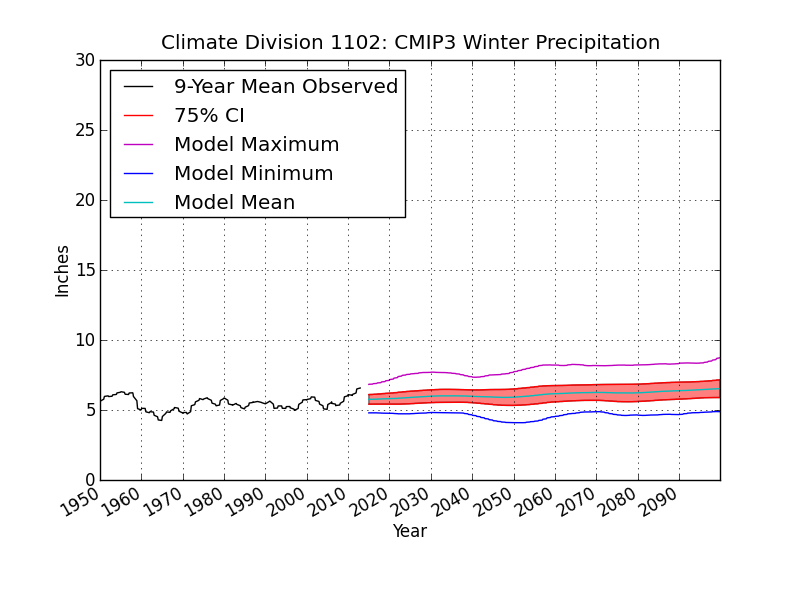 Climate Division 1102: CMIP3 Winter Precipitation
30
25
20
15
10
5
0
Inches
9-Year Mean Observed
75% CI
Model Maximum
Model Minimum
Model Mean
1950 1960 1970 1980 1990 2000 2010 2020 2030 2040 2050 2060 2070 2080 2090
Year